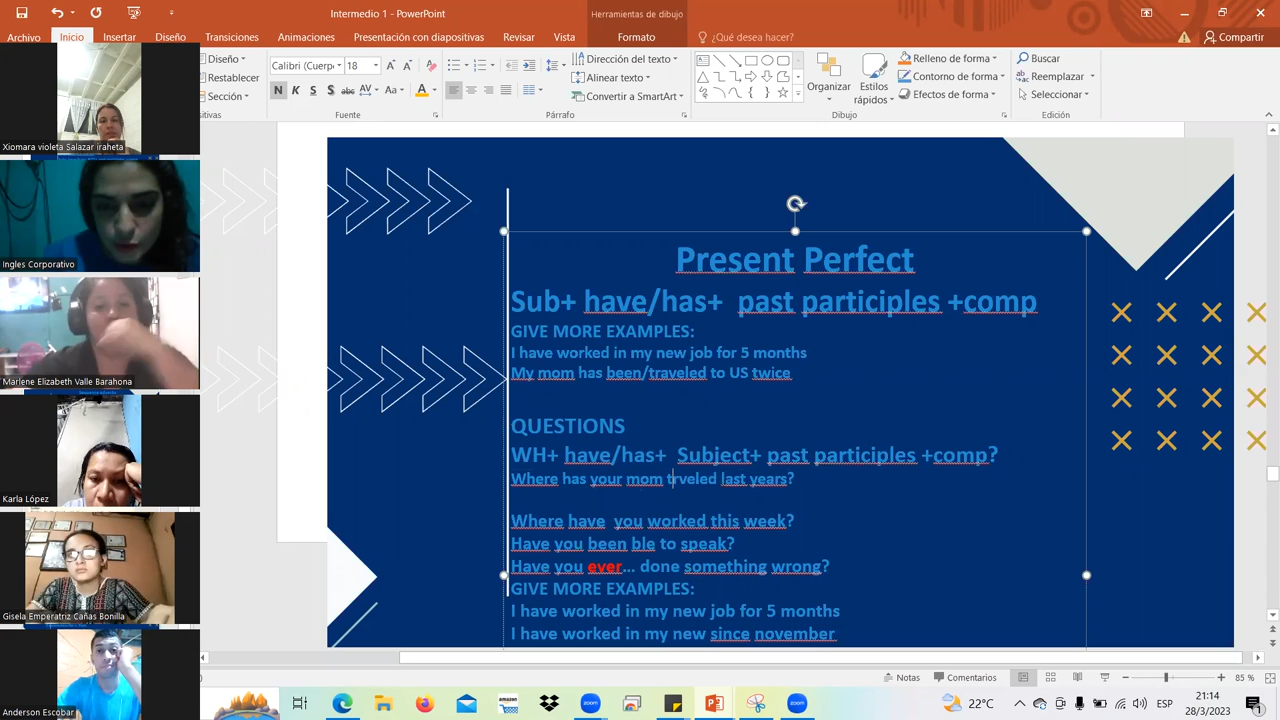 Intermedio 1 - PowerPoint
Herramientas de dibujo
Archivo Inicio Insertar Diseño Transiciones Animaciones Presentación con diapositivas Revisar Vista Formato ¿Qué desea hacer? Compartir
Diseño
Restablecer
Sección
Calibri (Cuerp 18
N K S S abc AV Aa A
Dirección del texto
Alinear texto
Convertir a SmartArt
Organizar
Estilos
rápidos
Relleno de forma
Contorno de forma
Efectos de forma
Buscar
Reemplazar
Seleccionar
Fuente Párrafo Dibujo Edición
Xiomara violeta Salazar iraheta
Ingles Corporativo
Marlene Elizabeth Valle Barahona
Karla López
Gisela Emperatriz Cañas Bonilla
Anderson Escobar
Present Perfect
Sub+ have/has+ past participles +comp
GIVE MORE EXAMPLES:
I have worked in my new job for 5 months
My mom has been/traveled to US twice
QUESTIONS
WH+ have/has+ Subject+ past participles +comp?
Where has your mom trveled last years?
Where have you worked this week?
Have you been ble to speak?
Have you ever... done something wrong?
GIVE MORE EXAMPLES:
I have worked in my new job for 5 months
I have worked in my new since november
Notas Comentarios 85 %
22°C ESP 21:14
28/3/2023